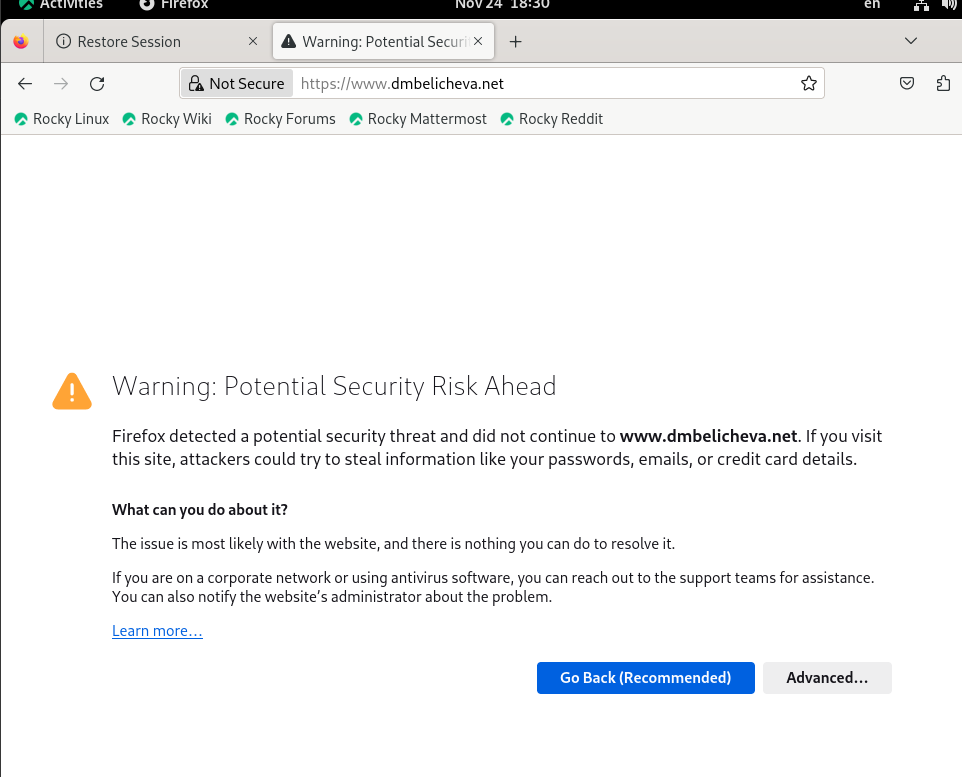 Activities Firefox Nov 24 18:30 en
Restore Session Warning: Potential Securi
Not Secure https://www.dmbelicheva.net
Rocky Linux Rocky Wiki Rocky Forums Rocky Mattermost Rocky Reddit
Warning: Potential Security Risk Ahead
Firefox detected a potential security threat and did not continue to www.dmbelicheva.net. If you visit
this site, attackers could try to steal information like your passwords, emails, or credit card details.
What can you do about it?
The issue is most likely with the website, and there is nothing you can do to resolve it.
If you are on a corporate network or using antivirus software, you can reach out to the support teams for assistance.
You can also notify the website’s administrator about the problem.
Learn more…
Go Back (Recommended) Advanced…